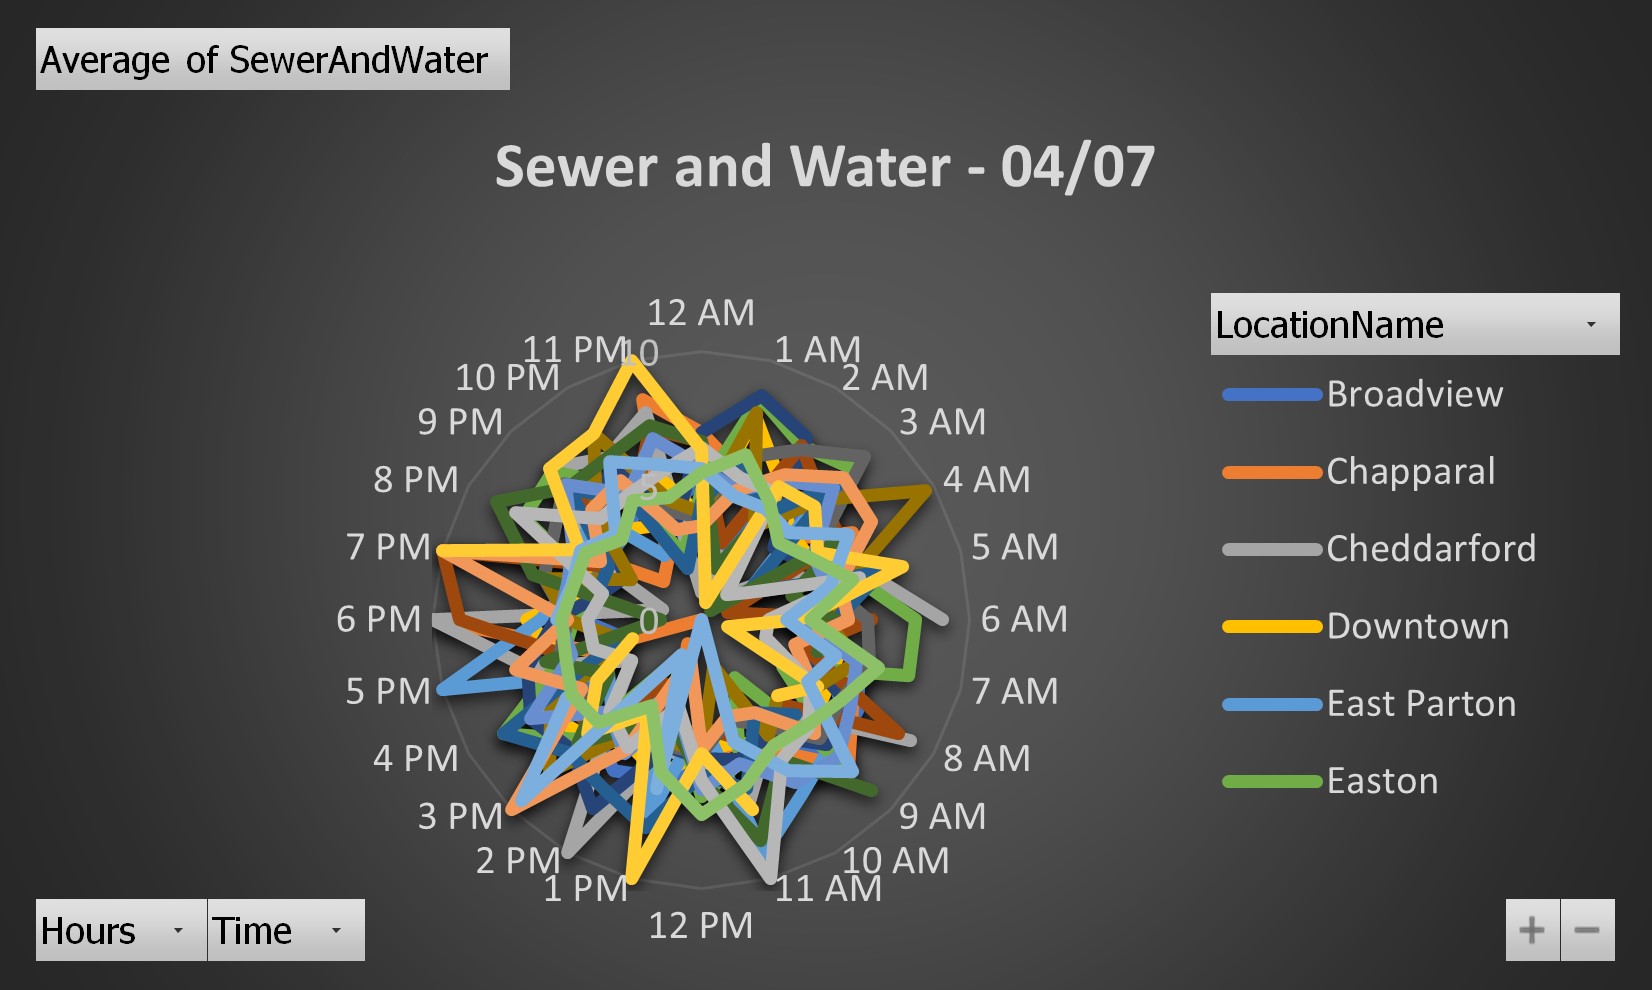 Average of SewerAndWater
Sewer and Water - 04/07
12 AM
1 AM
2 AM
3 AM
4 AM
5 AM
6 AM
7 AM
8 AM
9 AM
10 AM
11 AM
12 PM
1 PM
2 PM
3 PM
4 PM
5 PM
6 PM
7 PM
8 PM
9 PM
10 PM
11 PM
10
5
0
LocationName
Broadview
Chapparal
Cheddarford
Downtown
East Parton
Easton
Hours
Time
+
−